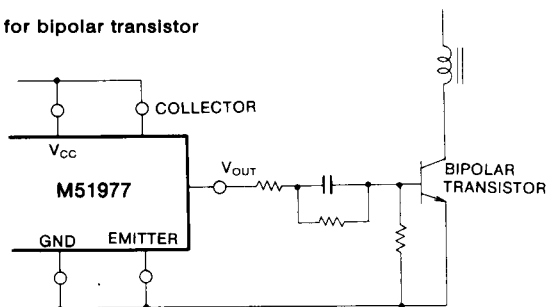 for bipolar transistor
COLLECTOR
VCC
M51977
VOUT
BIPOLAR
TRANSISTOR
GND
EMITTER